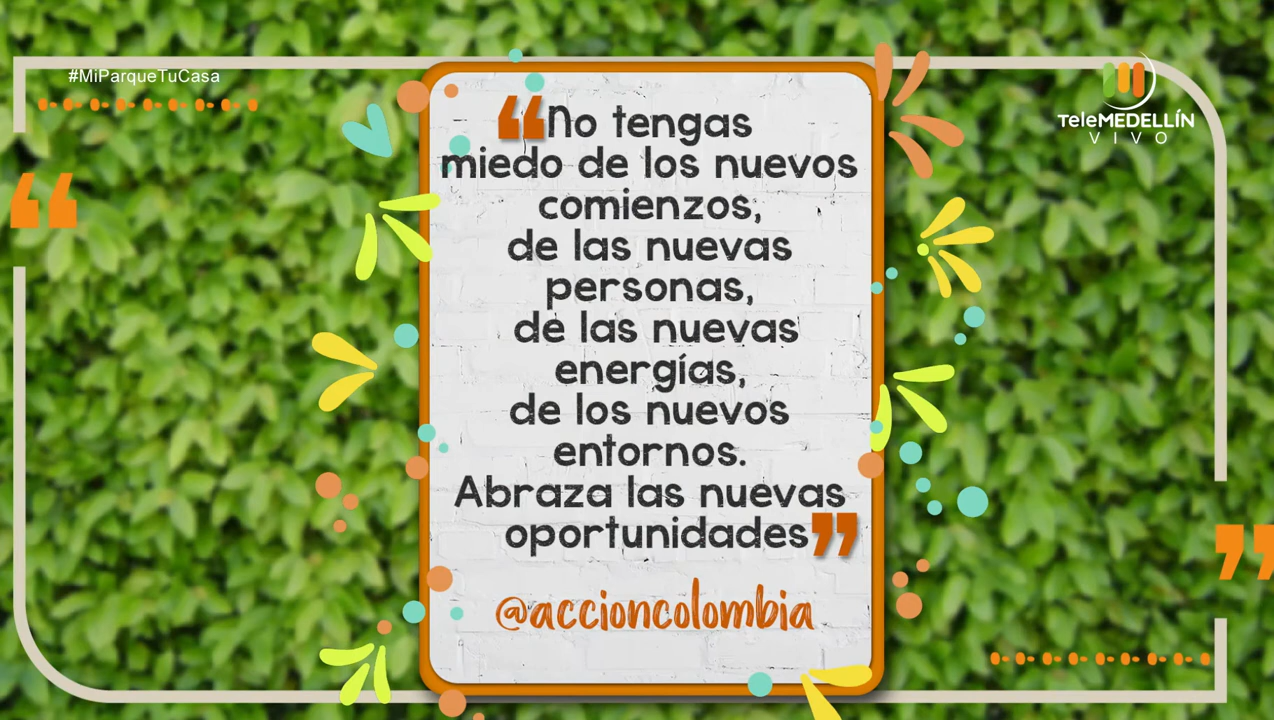 #MiParqueTuCasa
TeleMEDELLÍN
VIVO
“No tengas
miedo de los nuevos
comienzos,
de las nuevas
personas,
de las nuevas
energías,
de los nuevos
entornos.
Abraza las nuevas
oportunidades”
@accioncolombia